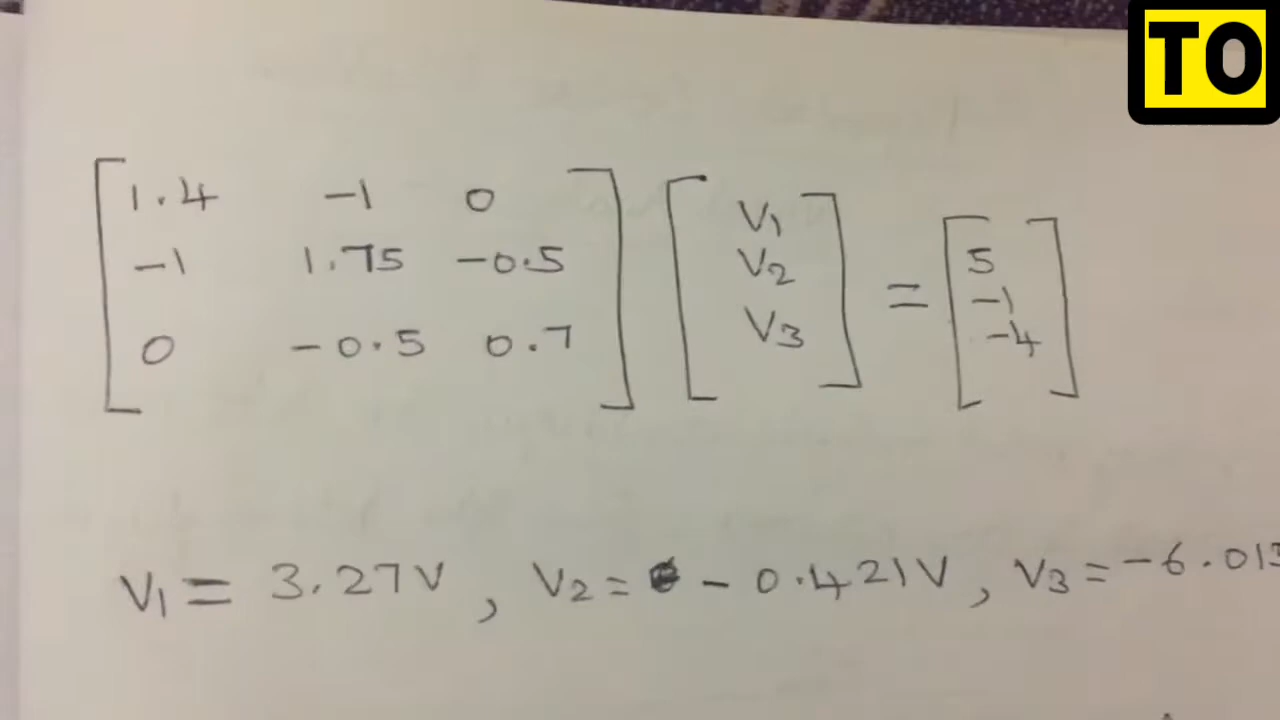 TO
1.4 -1 0 V1
-1 1.75 -0.5 V2 = 5
0 -0.5 0.7 V3 -1
-4
V1 = 3.27V, V2 = -0.421V, V3 = -6.013